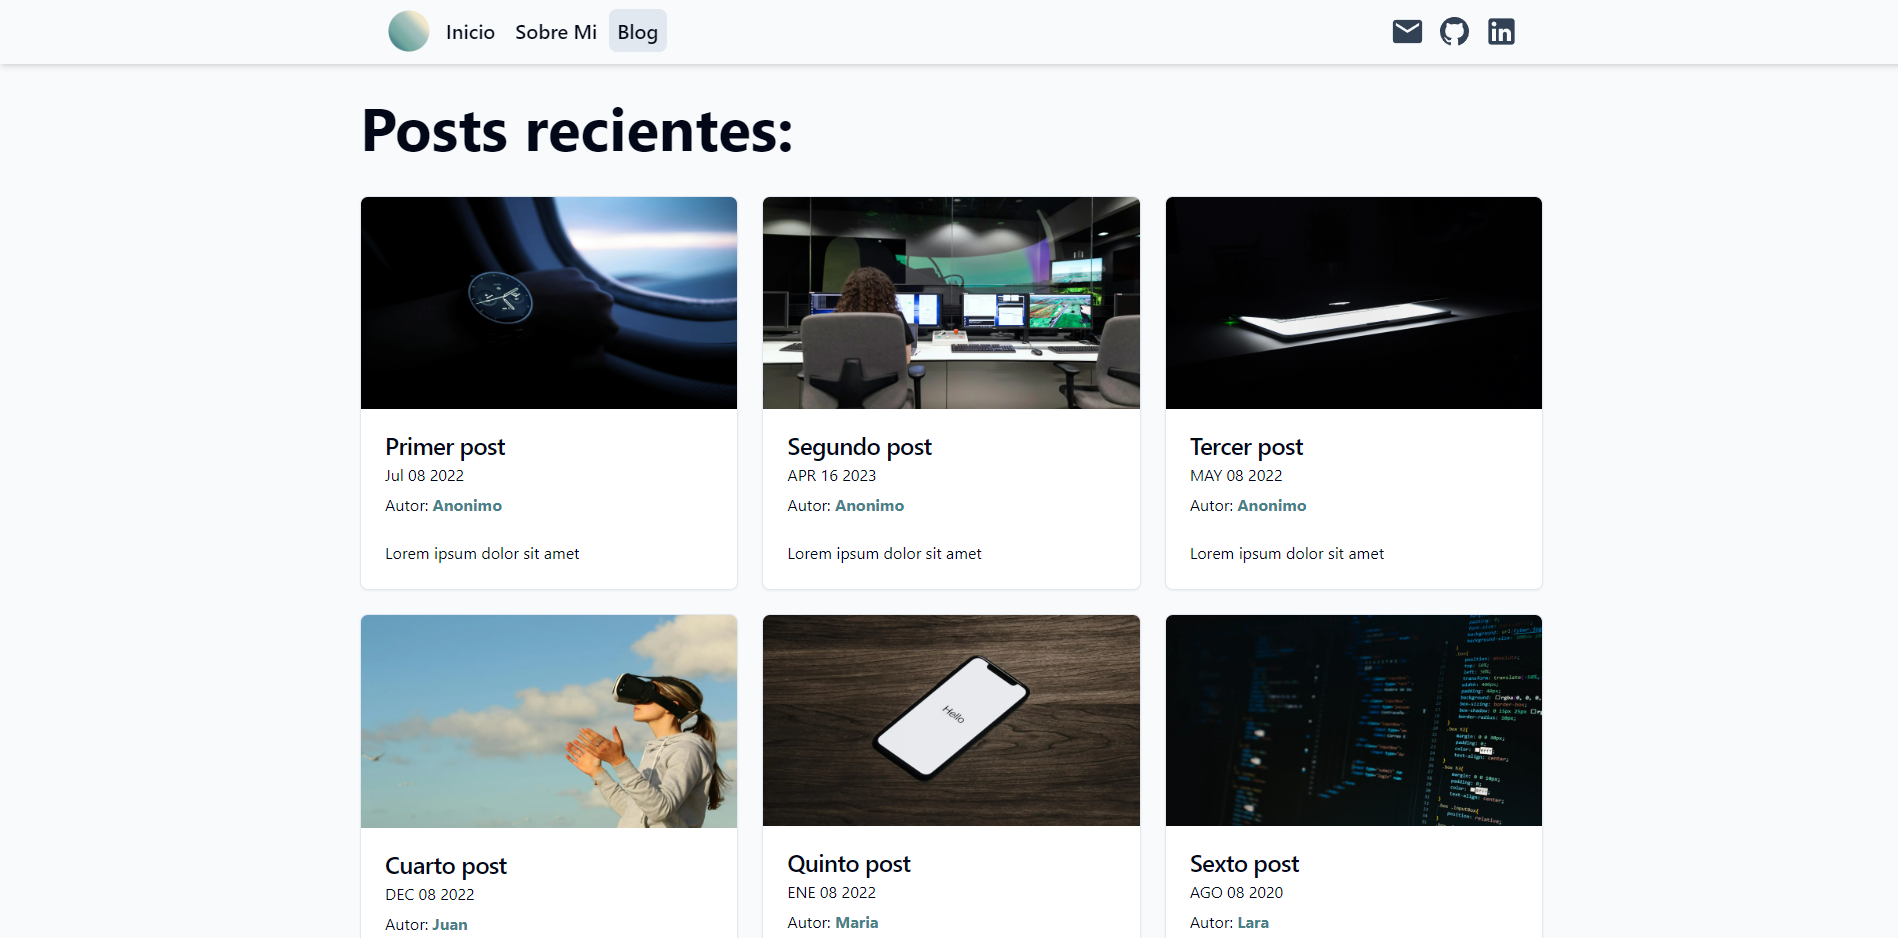 Inicio Sobre Mi Blog
Posts recientes:
Primer post
Jul 08 2022
Autor: Anonimo
Lorem ipsum dolor sit amet
Segundo post
APR 16 2023
Autor: Anonimo
Lorem ipsum dolor sit amet
Tercer post
MAY 08 2022
Autor: Anonimo
Lorem ipsum dolor sit amet
Cuarto post
DEC 08 2022
Autor: Juan
Hello
Quinto post
ENE 08 2022
Autor: Maria
Sexto post
AGO 08 2020
Autor: Lara